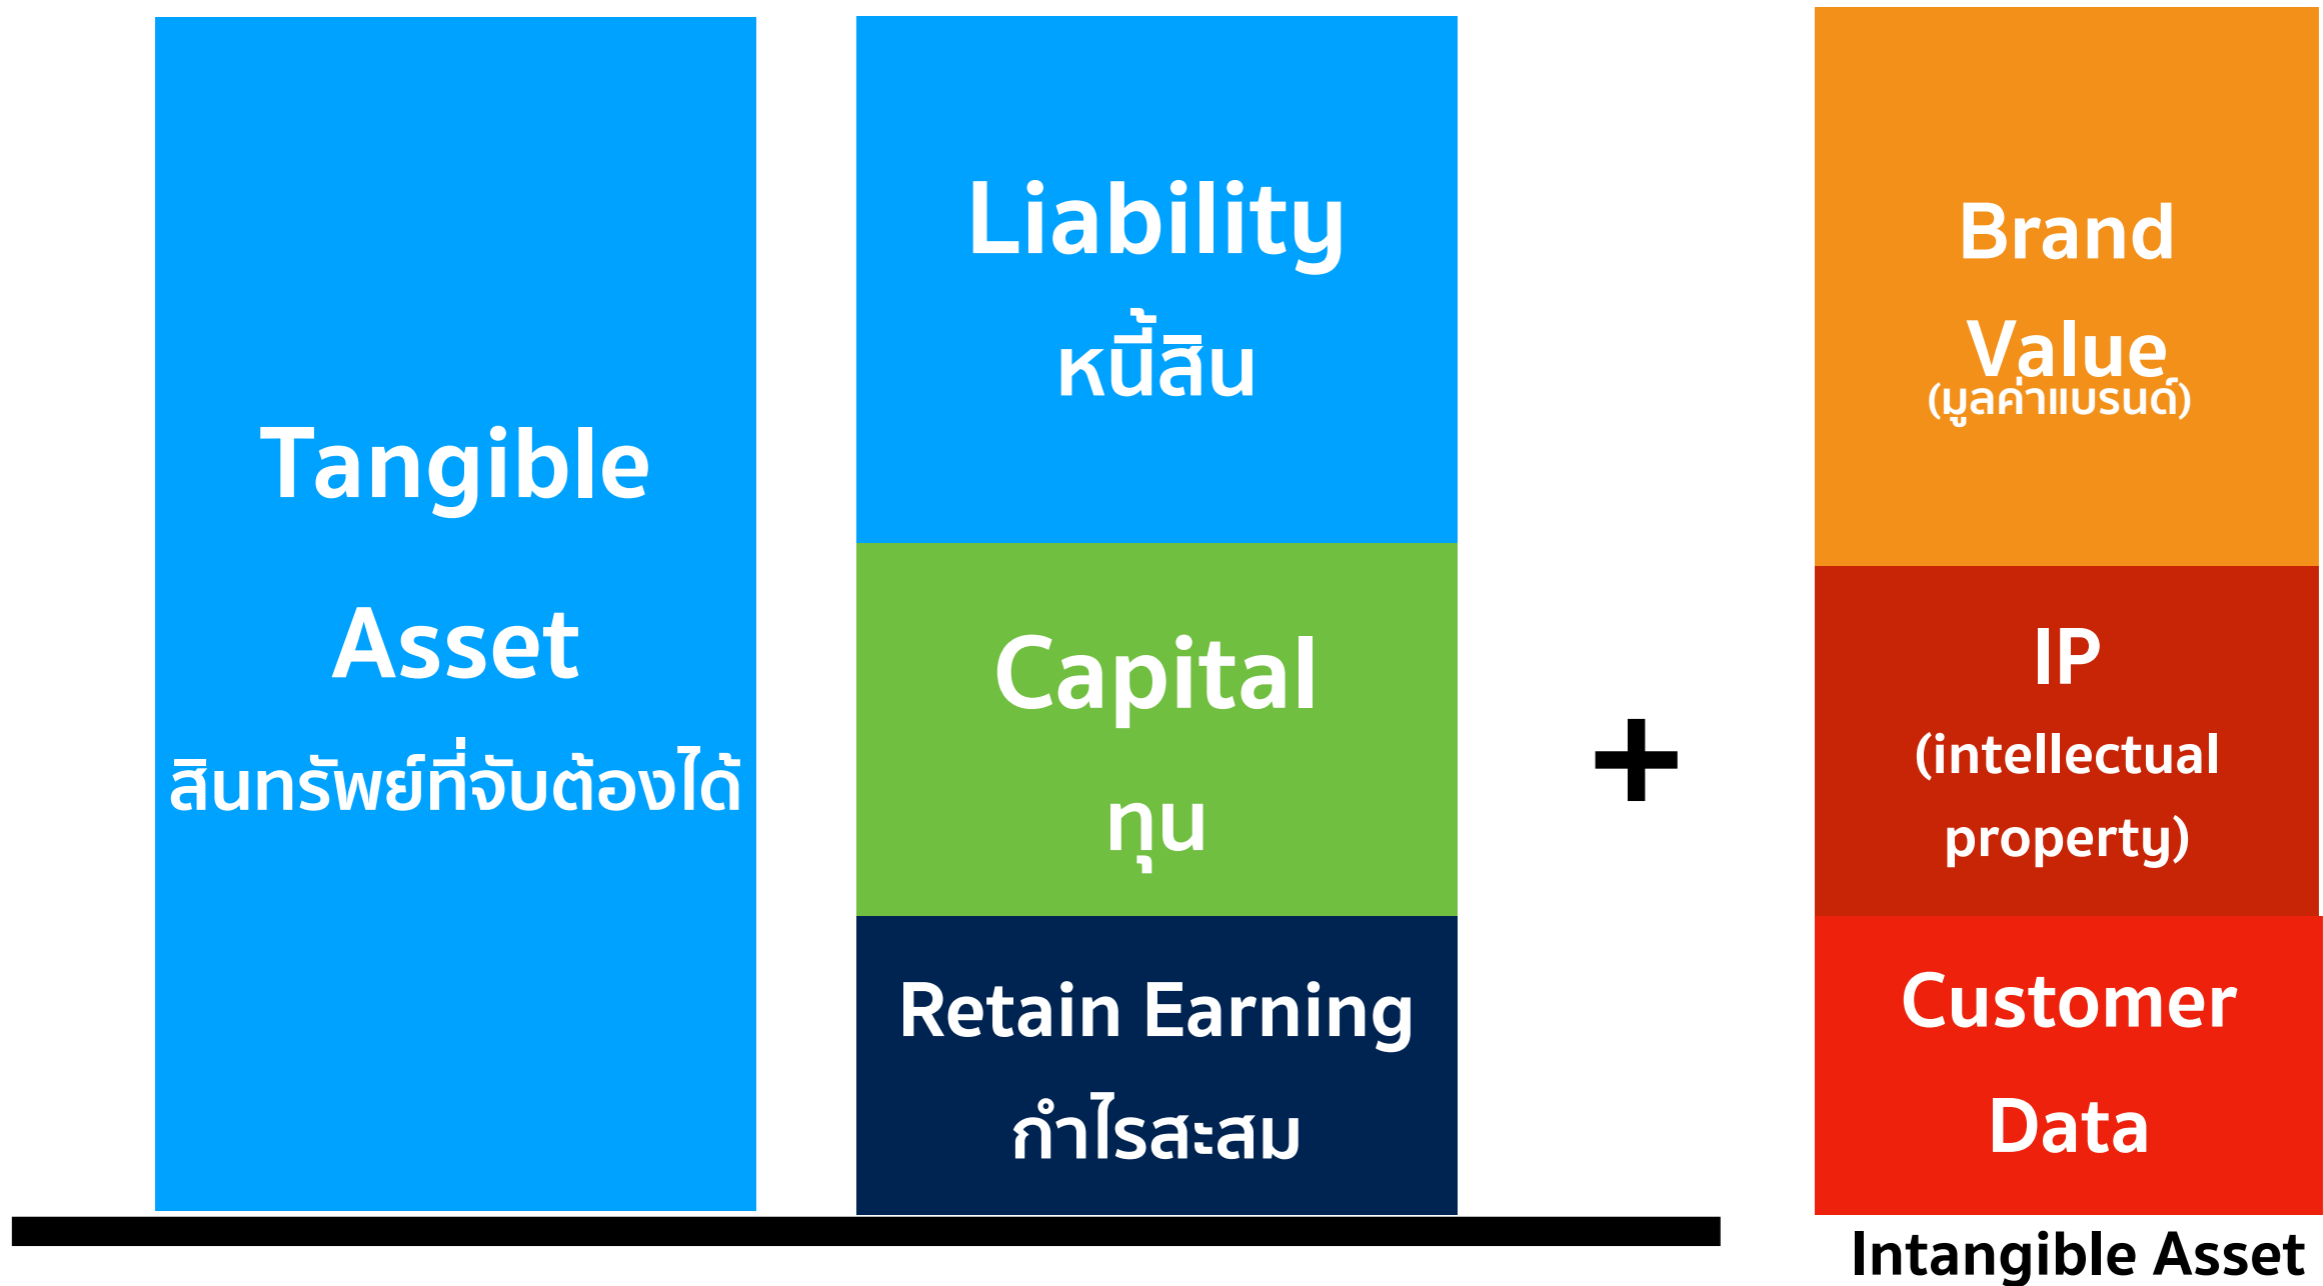 Tangible
Asset
สินทรัพย์ที่จับต้องได้
Liability
หนี้สิน
Capital
ทุน
Retain Earning
กำไรสะสม
+
Brand
Value
(มูลค่าแบรนด์)
IP
(intellectual
property)
Customer
Data
Intangible Asset